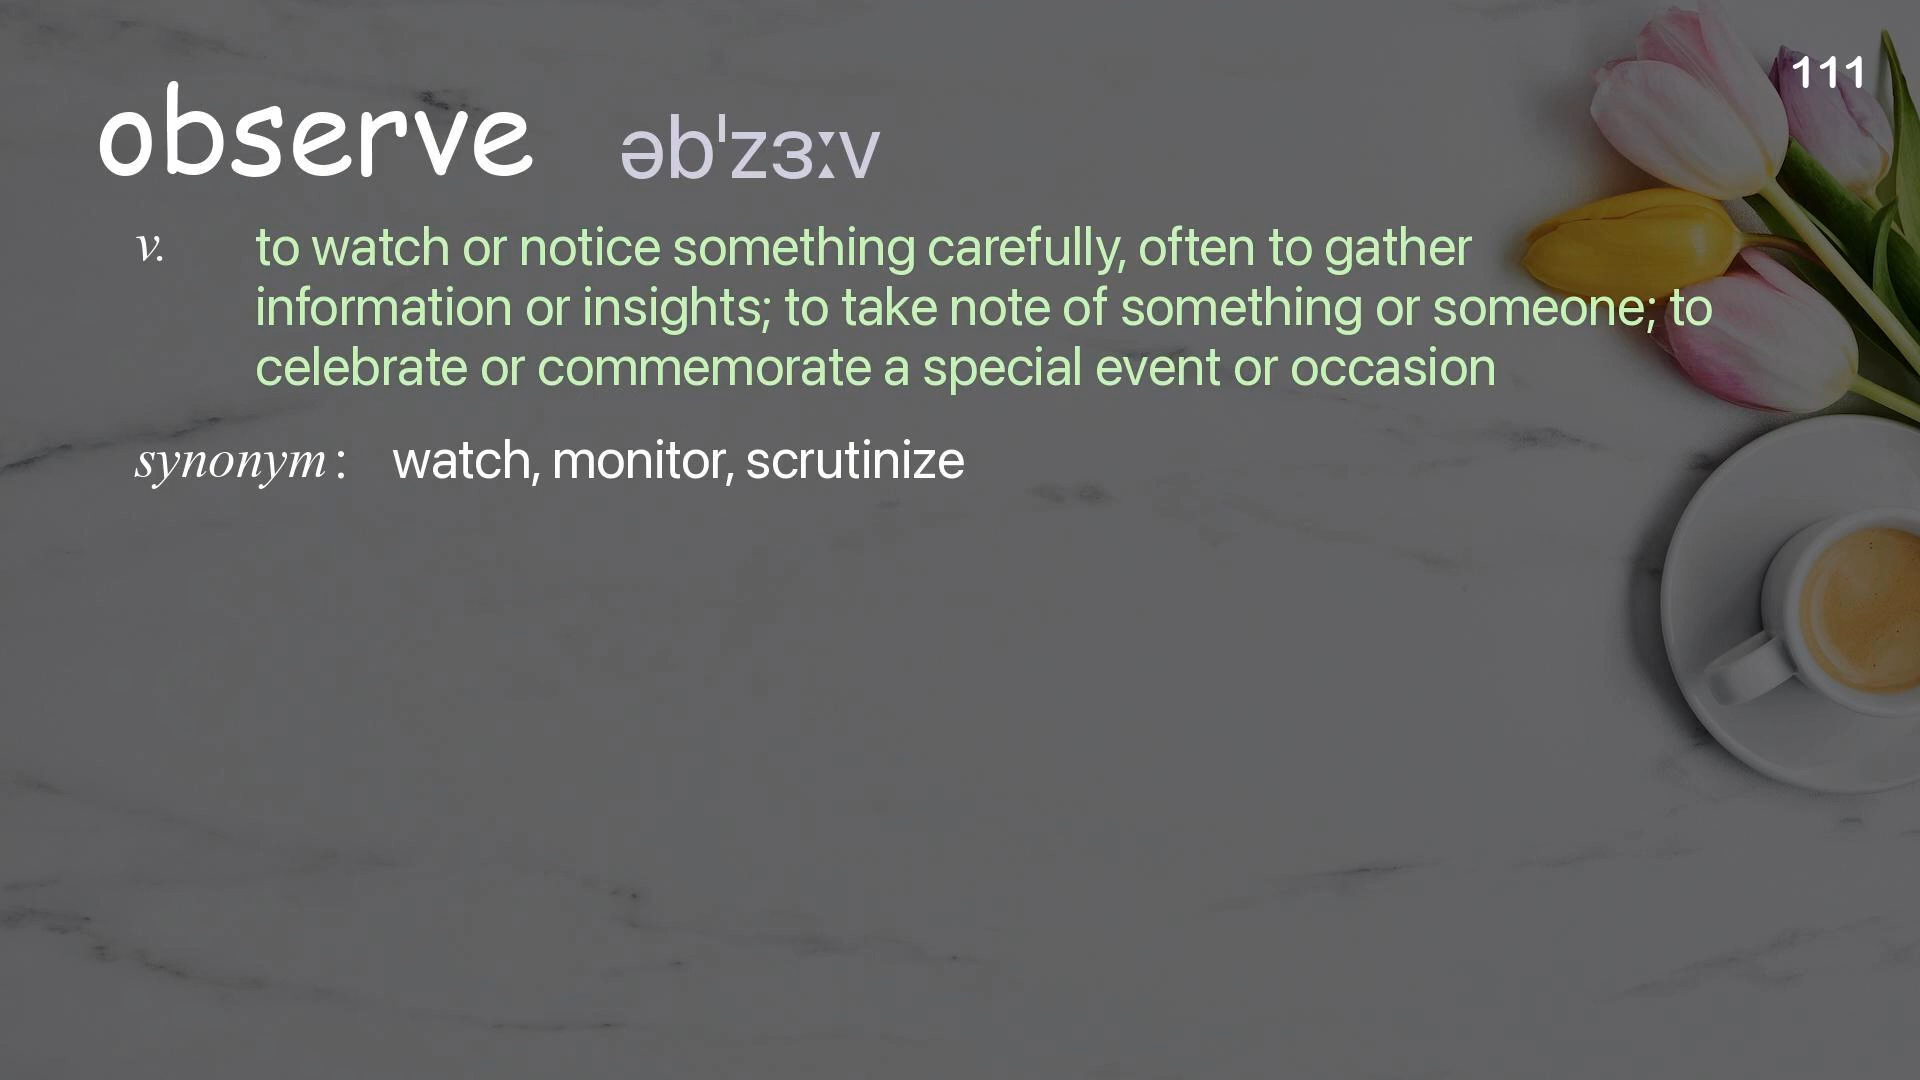 111
observe əbˈzɜːv
v. to watch or notice something carefully, often to gather
information or insights; to take note of something or someone; to
celebrate or commemorate a special event or occasion
synonym: watch, monitor, scrutinize